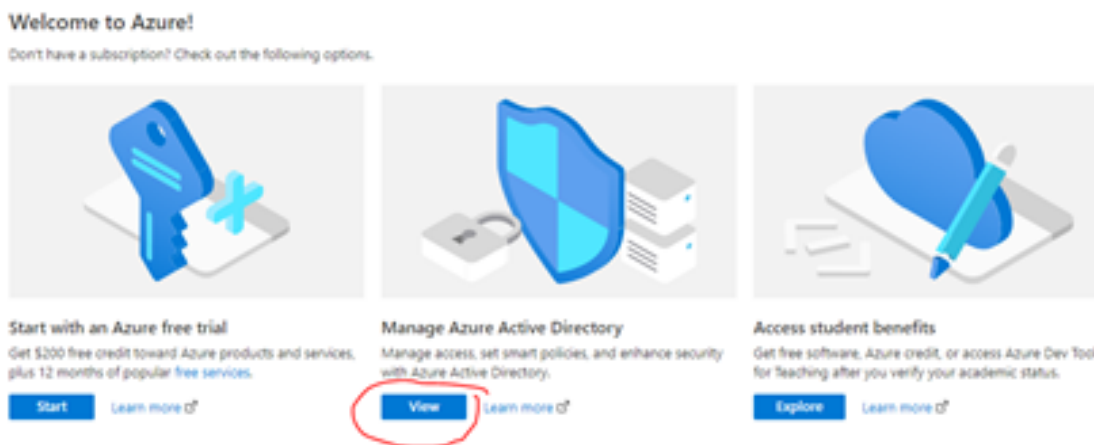 Welcome to Azure!
Don't have a subscription? Check out the following options.
Start with an Azure free trial
Get $200 free credit toward Azure products and services,
plus 12 months of popular free services.
Start Learn more
Manage Azure Active Directory
Manage access, set smart policies, and enhance security
with Azure Active Directory.
View Learn more
Access student benefits
Get free software, Azure credit, or access Azure Dev Tool
for Teaching after you verify your academic status.
Explore Learn more